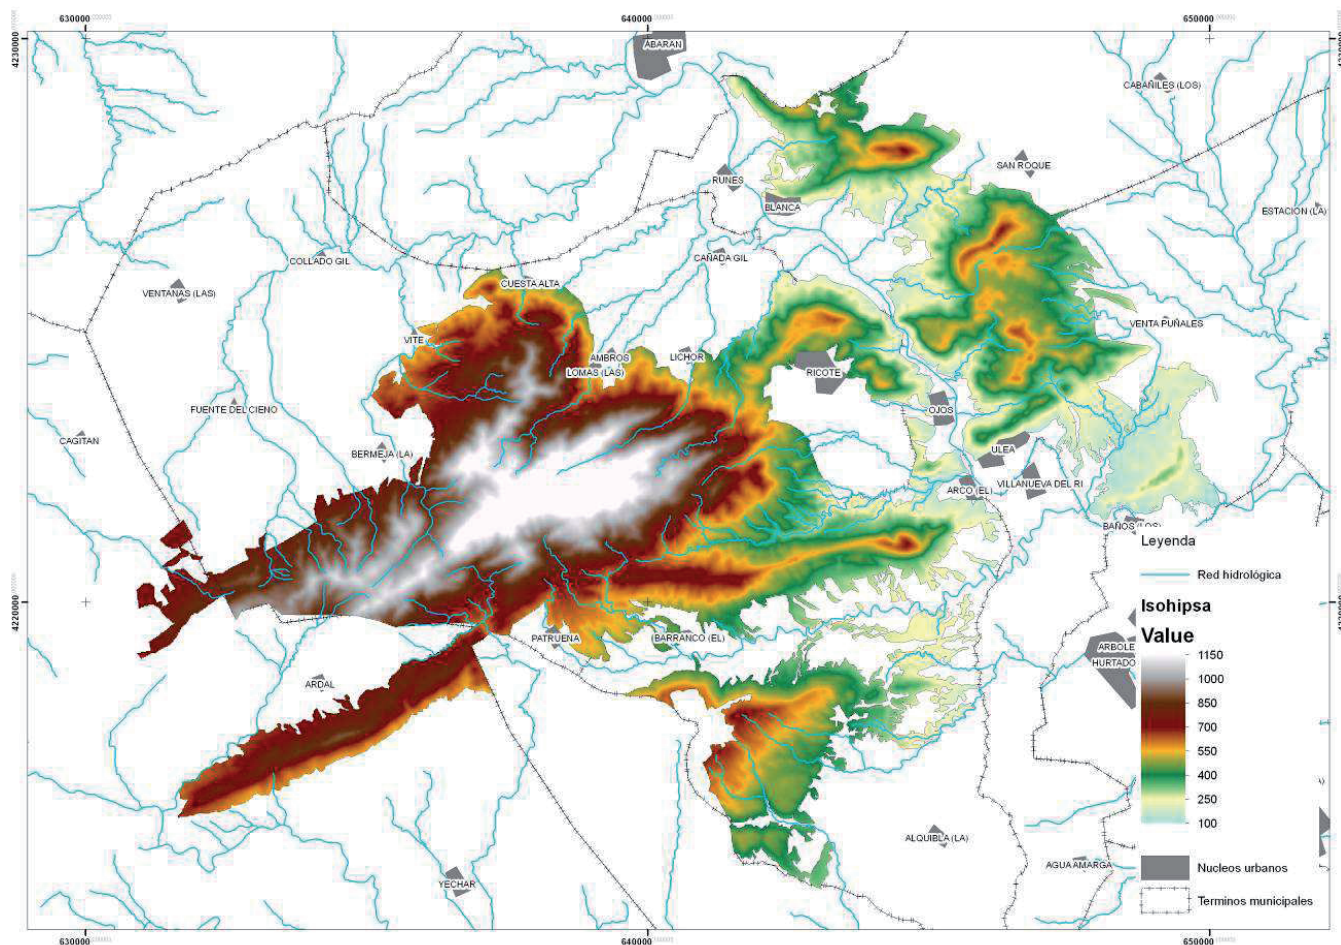 630000
640000
650000
4230000
ABARAN
CABAÑILES (LOS)
SAN ROQUE
RUNES
BLANCA
ESTACION (LA)
COLLADO GIL
CAÑADA GIL
CUESTA ALTA
VENTANAS (LAS)
VENTA PUÑALES
VITE
AMBROS
LICHOR
LOMAS (LAS)
RICOTE
FUENTE DEL CIENO
OJOS
CAGITAN
BERMEJA (LA)
ULEA
VILLANUEVA DEL RI
ARCO (EL)
BAÑOS (LOS)
Leyenda
Red hidrológica
4220000
Isohipsa
Value
PATRUENA
BARRANCO (EL)
ARBOLE
HURTADO
1150
1000
850
700
550
400
250
100
ARDAL
ALQUIBLA (LA)
AGUA AMARGA
YECHAR
Nucleos urbanos
Terminos municipales
630000
640000
650000